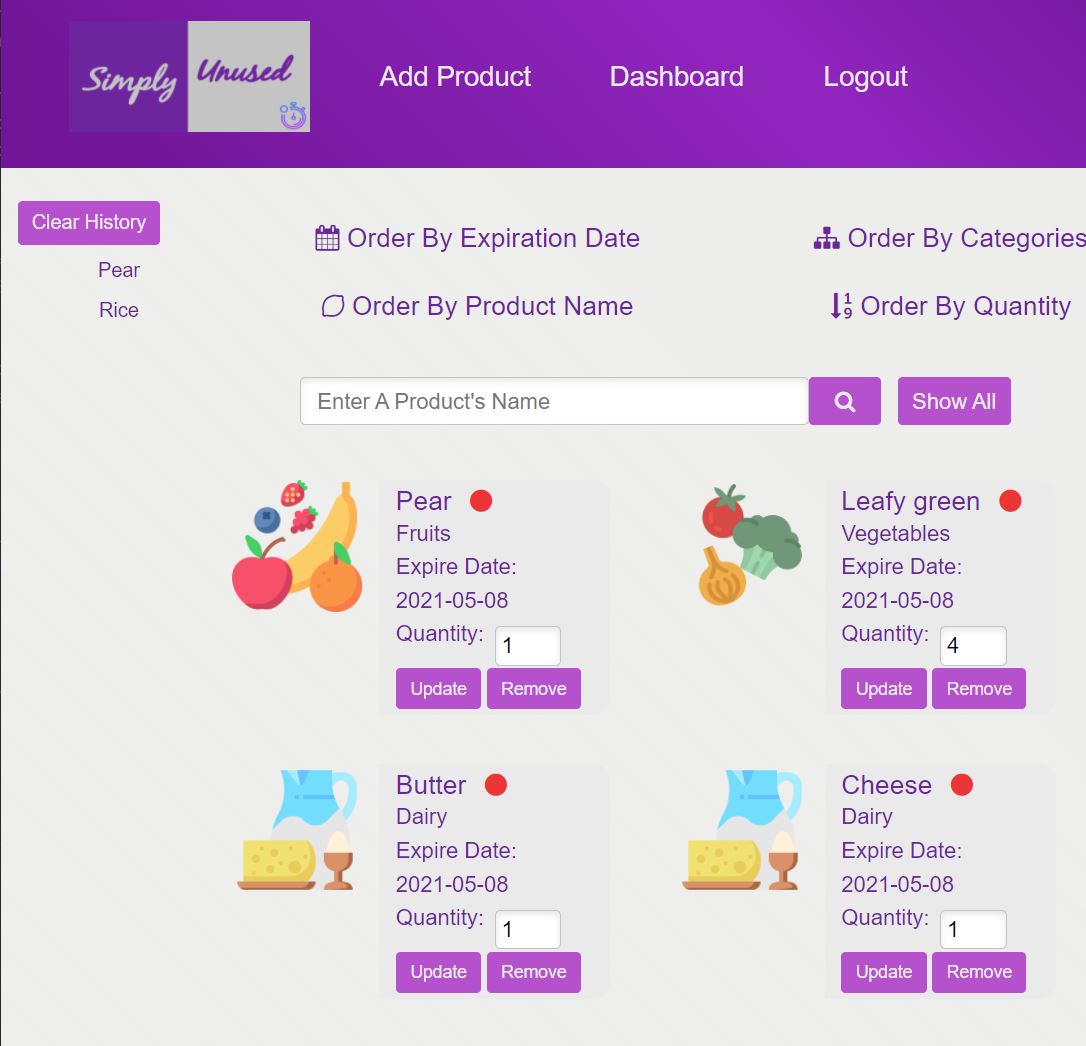 Simply Unused
Add Product
Dashboard
Logout
Clear History
Pear
Rice
Order By Expiration Date
Order By Categories
Order By Product Name
1
9
Order By Quantity
Enter A Product's Name
Show All
Pear
Fruits
Expire Date:
2021-05-08
Quantity: 1
Update Remove
Leafy green
Vegetables
Expire Date:
2021-05-08
Quantity: 4
Update Remove
Butter
Dairy
Expire Date:
2021-05-08
Quantity: 1
Update Remove
Cheese
Dairy
Expire Date:
2021-05-08
Quantity: 1
Update Remove